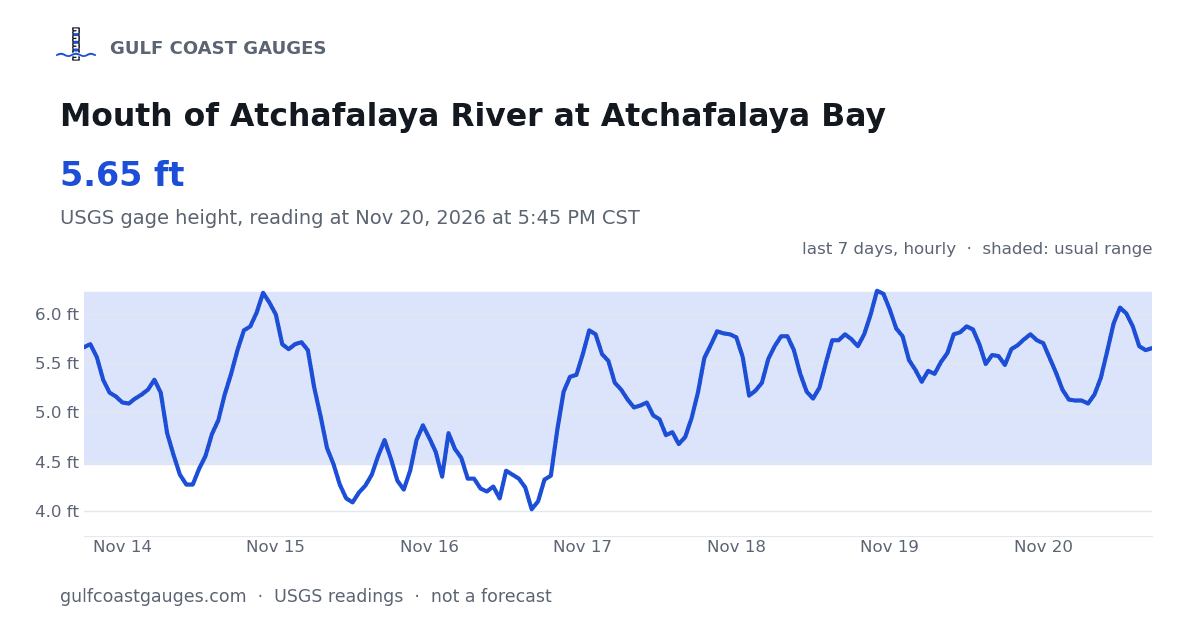 GULF COAST GAUGES
Mouth of Atchafalaya River at Atchafalaya Bay
5.65 ft
USGS gage height, reading at Nov 20, 2026 at 5:45 PM CST
last 7 days, hourly · shaded: usual range
6.0 ft
5.5 ft
5.0 ft
4.5 ft
4.0 ft
Nov 14 Nov 15 Nov 16 Nov 17 Nov 18 Nov 19 Nov 20
gulfcoastgauges.com · USGS readings · not a forecast